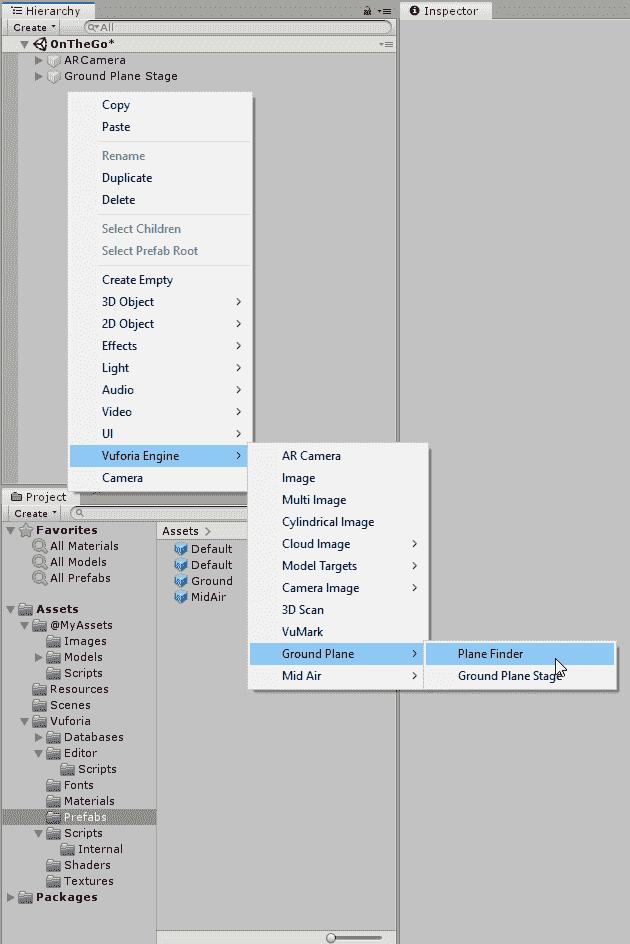 Hierarchy
Create
All
OnTheGo*
ARCamera
Ground Plane Stage
Inspector
Copy
Paste
Rename
Duplicate
Delete
Select Children
Select Prefab Root
Create Empty
3D Object
2D Object
Effects
Light
Audio
Video
UI
Vuforia Engine
Camera
AR Camera
Image
Multi Image
Cylindrical Image
Cloud Image
Model Targets
Camera Image
3D Scan
VuMark
Ground Plane
Mid Air
Plane Finder
Ground Plane Stage
Project
Create
Favorites
All Materials
All Models
All Prefabs
Assets
@MyAssets
Images
Models
Scripts
Resources
Scenes
Vuforia
Databases
Editor
Scripts
Fonts
Materials
Prefabs
Scripts
Internal
Shaders
Textures
Packages
Assets
Default
Default
Ground
MidAir